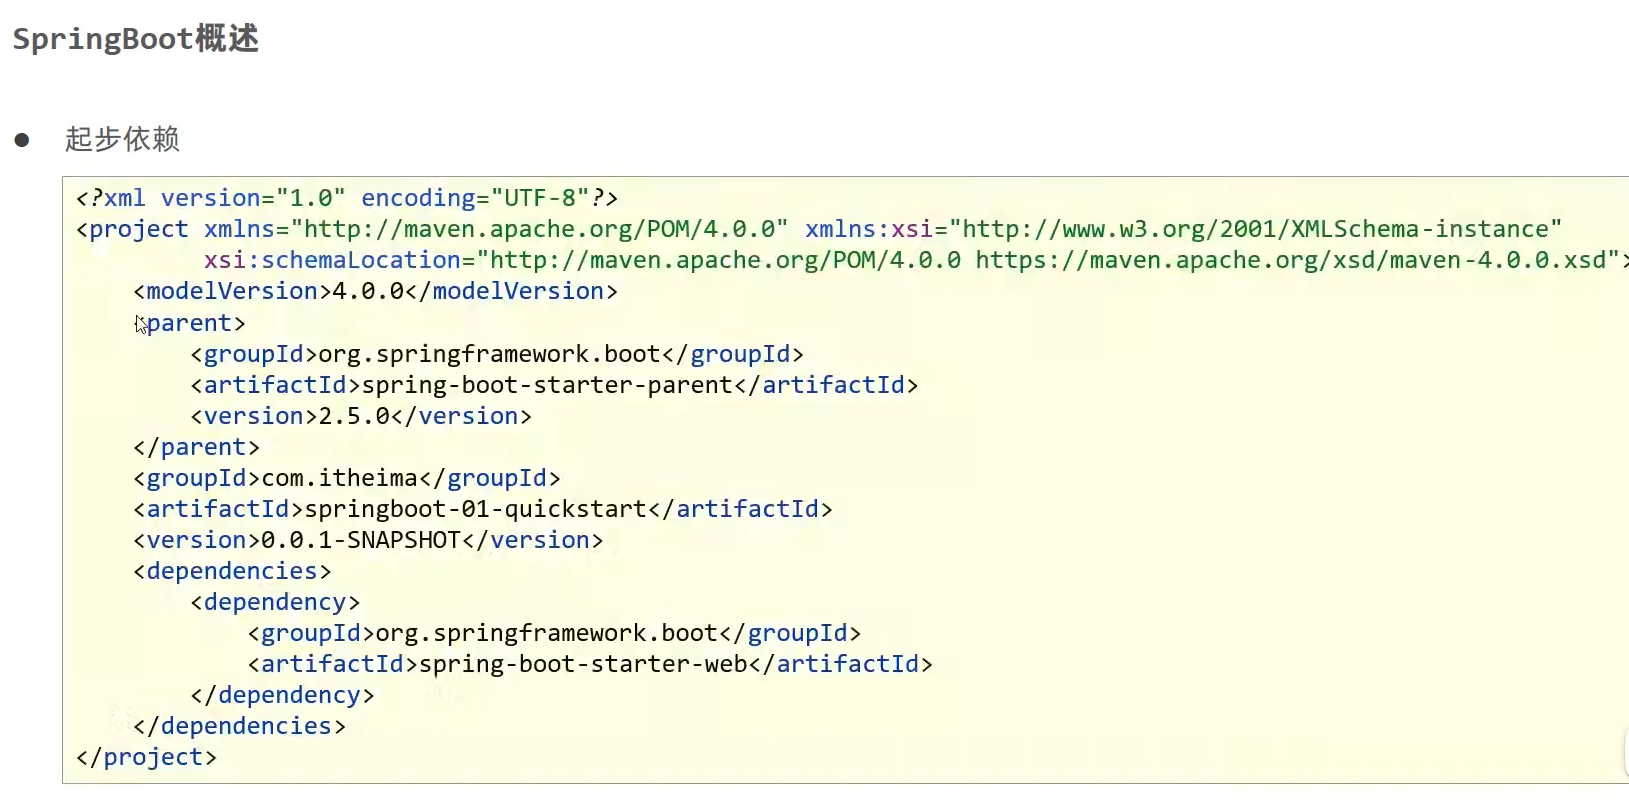 SpringBoot概述
● 起步依赖
<?xml version="1.0" encoding="UTF-8"?>
<project xmlns="http://maven.apache.org/POM/4.0.0" xmlns:xsi="http://www.w3.org/2001/XMLSchema-instance"
xsi:schemaLocation="http://maven.apache.org/POM/4.0.0 https://maven.apache.org/xsd/maven-4.0.0.xsd">
<modelVersion>4.0.0</modelVersion>
<parent>
<groupId>org.springframework.boot</groupId>
<artifactId>spring-boot-starter-parent</artifactId>
<version>2.5.0</version>
</parent>
<groupId>com.itheima</groupId>
<artifactId>springboot-01-quickstart</artifactId>
<version>0.0.1-SNAPSHOT</version>
<dependencies>
<dependency>
<groupId>org.springframework.boot</groupId>
<artifactId>spring-boot-starter-web</artifactId>
</dependency>
</dependencies>
</project>